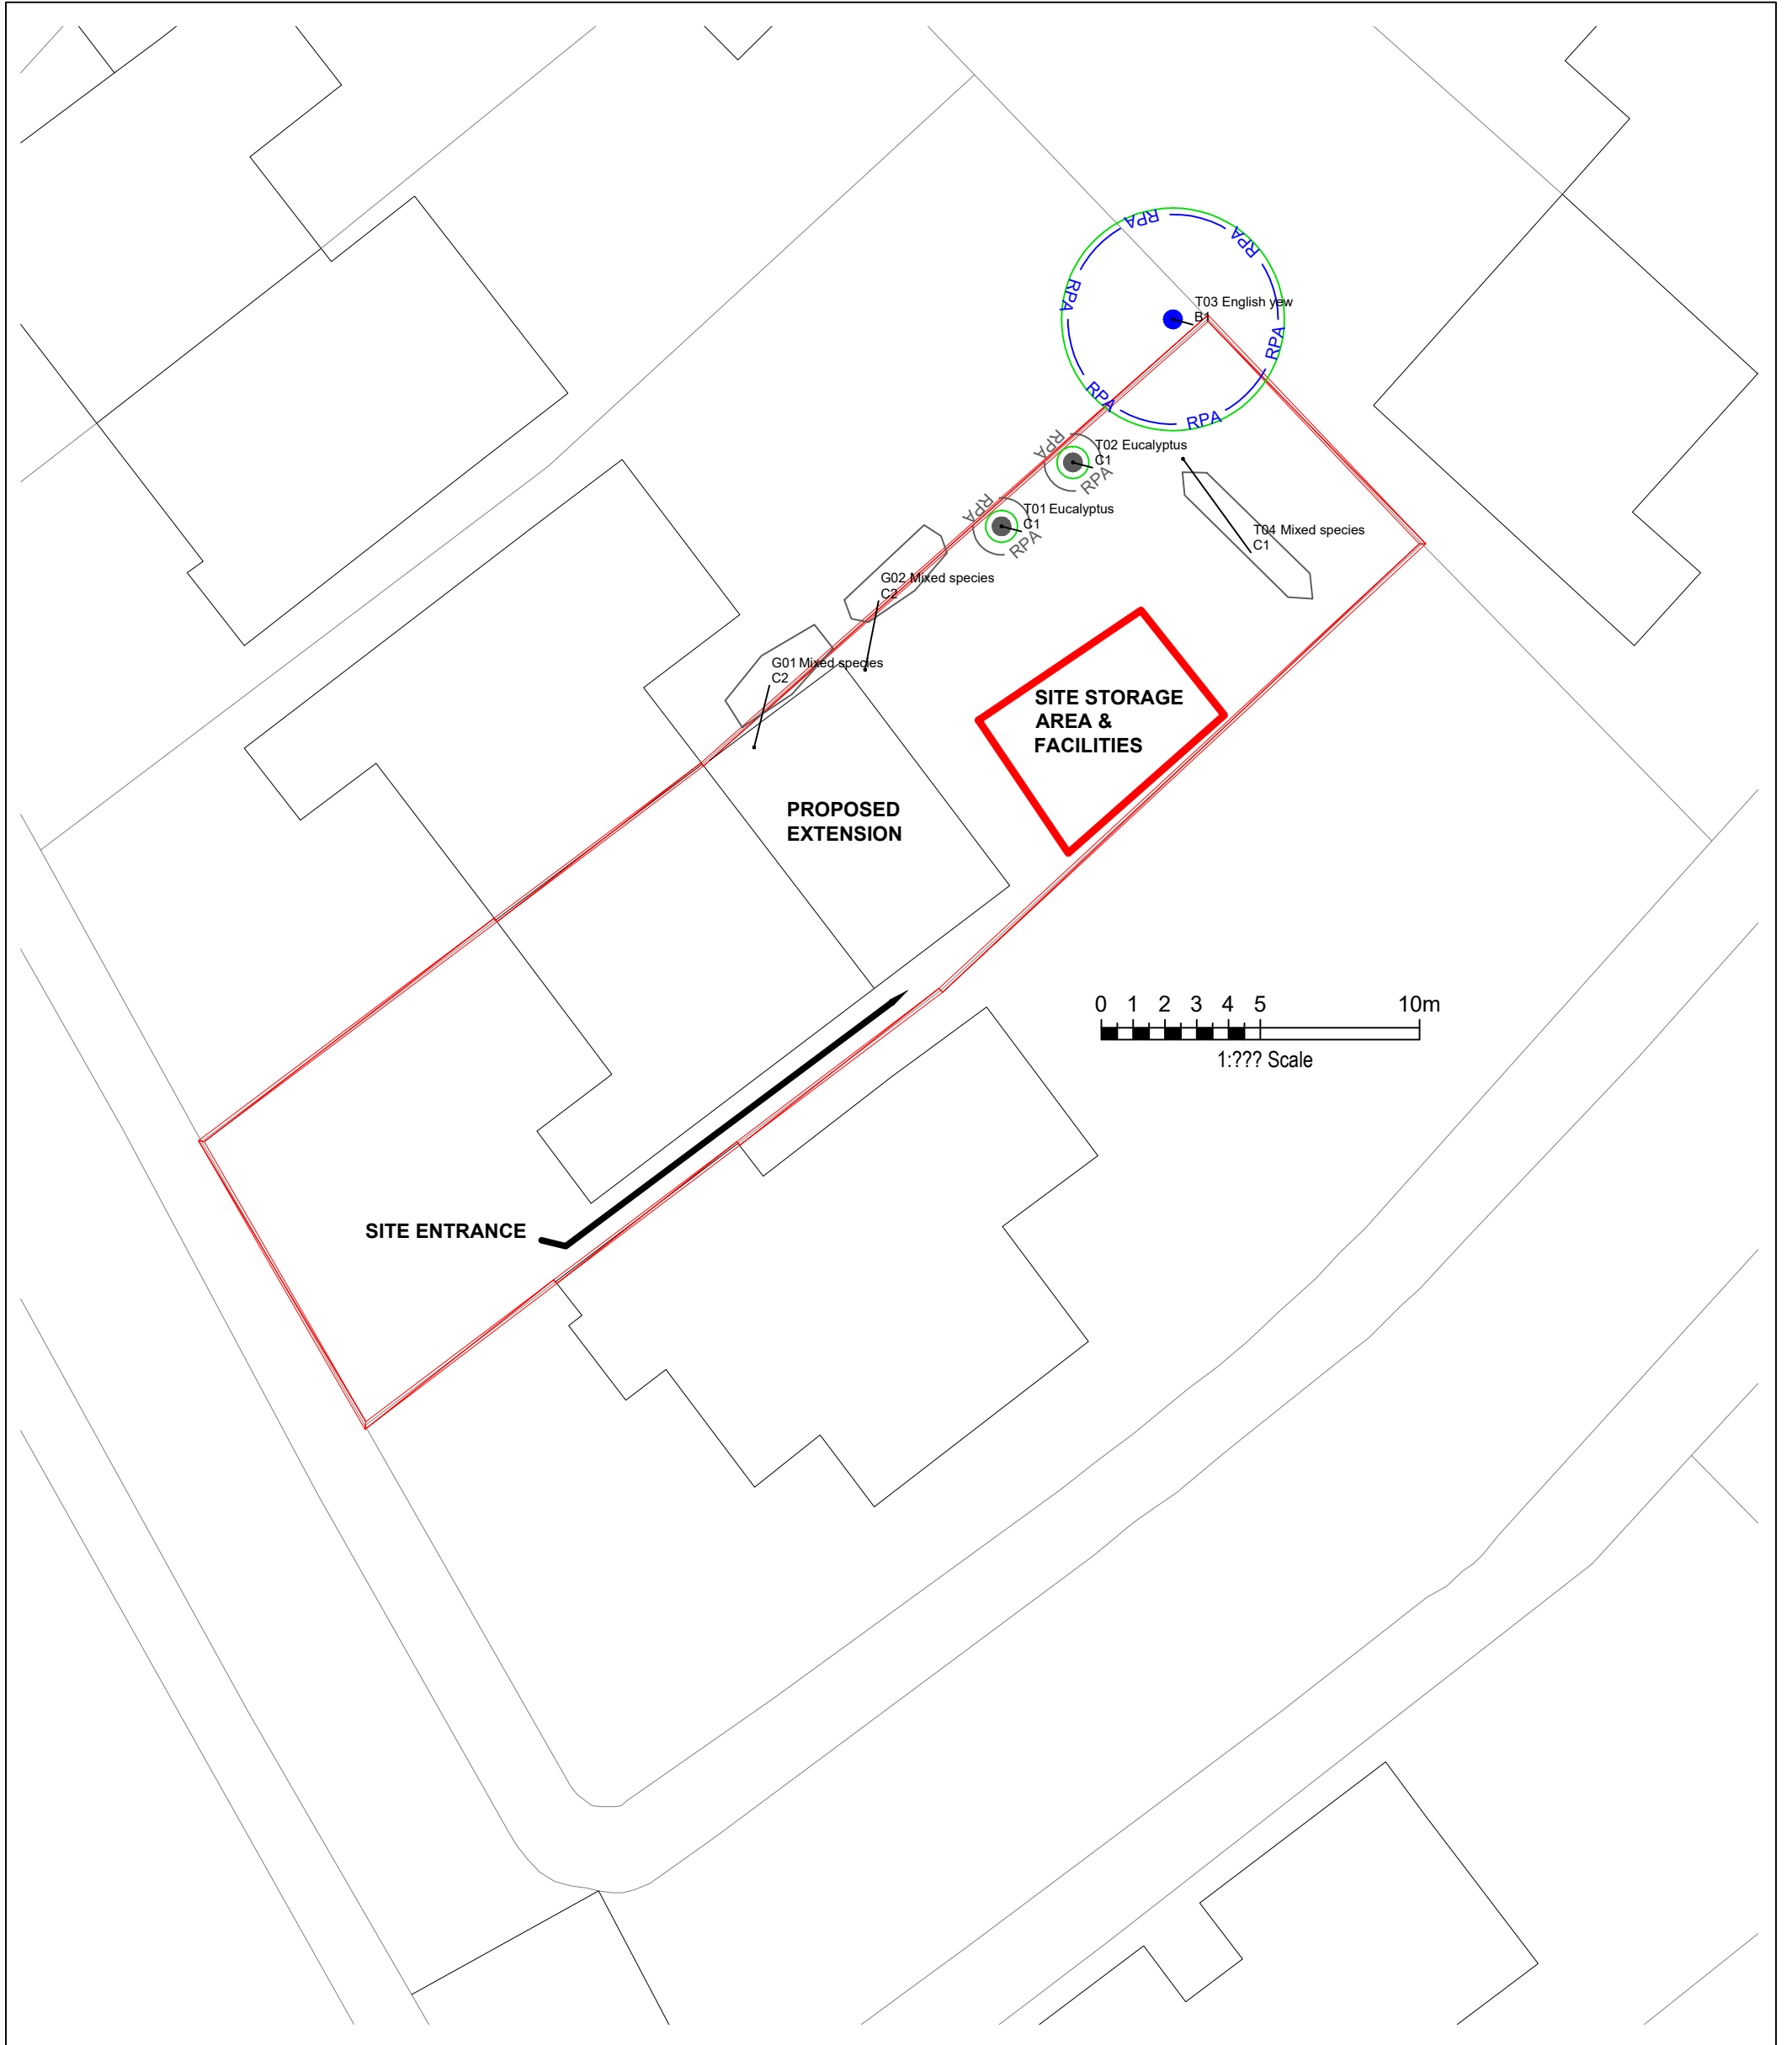 RPA
RPA
RPA
T03 English yew
B1
RPA
RPA
RPA
RPA
T02 Eucalyptus
C1
RPA
RPA
T01 Eucalyptus
C1
RPA
T04 Mixed species
C1
G02 Mixed species
C2
G01 Mixed species
C2
SITE STORAGE
AREA &
FACILITIES
PROPOSED
EXTENSION
0 1 2 3 4 5 10m
1:??? Scale
SITE ENTRANCE